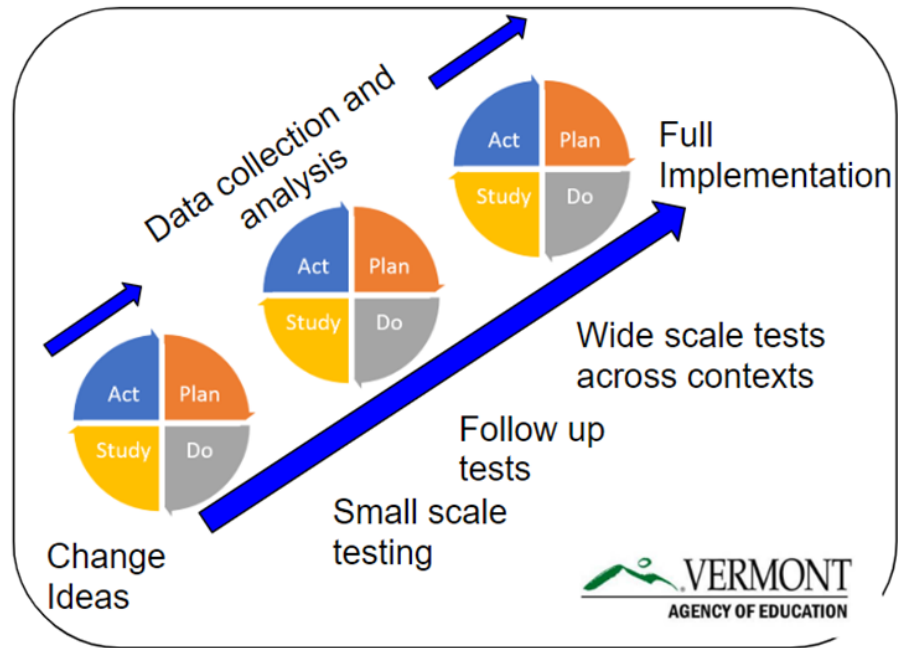 Data collection and
analysis
Act
Plan
Study
Do
Full
Implementation
Act
Plan
Study
Do
Wide scale tests
across contexts
Act
Plan
Study
Do
Follow up
tests
Small scale
testing
Change
Ideas
VERMONT
AGENCY OF EDUCATION